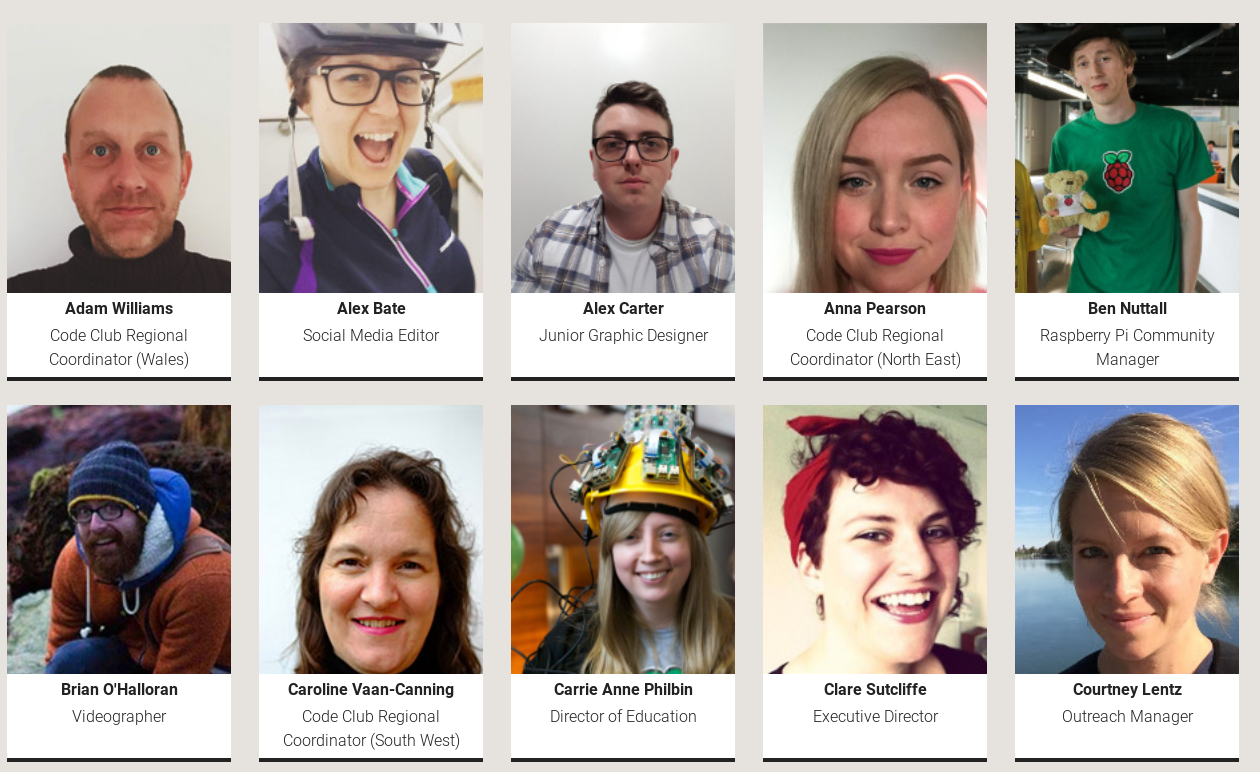 Adam Williams
Code Club Regional
Coordinator (Wales)
Alex Bate
Social Media Editor
Alex Carter
Junior Graphic Designer
Anna Pearson
Code Club Regional
Coordinator (North East)
Ben Nuttall
Raspberry Pi Community
Manager
Brian O'Halloran
Videographer
Caroline Vaan-Canning
Code Club Regional
Coordinator (South West)
Carrie Anne Philbin
Director of Education
Clare Sutcliffe
Executive Director
Courtney Lentz
Outreach Manager